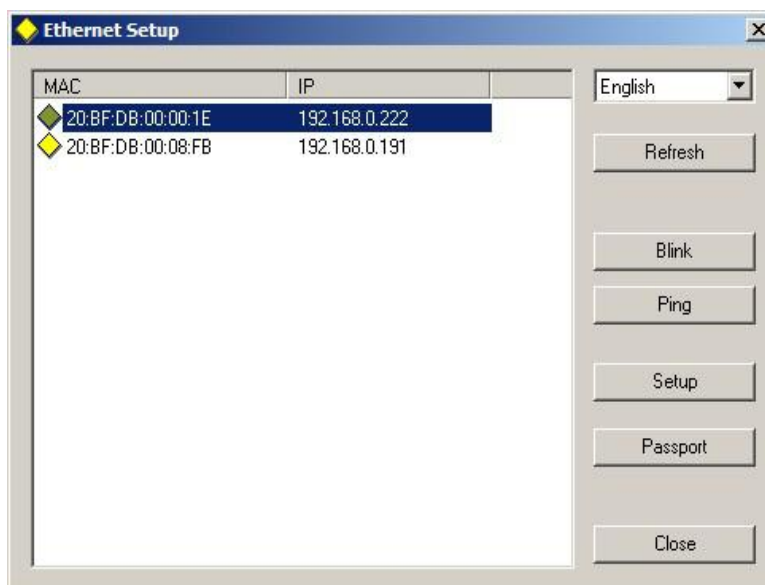 Ethernet Setup
MAC IP
20:BF:DB:00:00:1E 192.168.0.222
20:BF:DB:00:08:FB 192.168.0.191
English
Refresh
Blink
Ping
Setup
Passport
Close